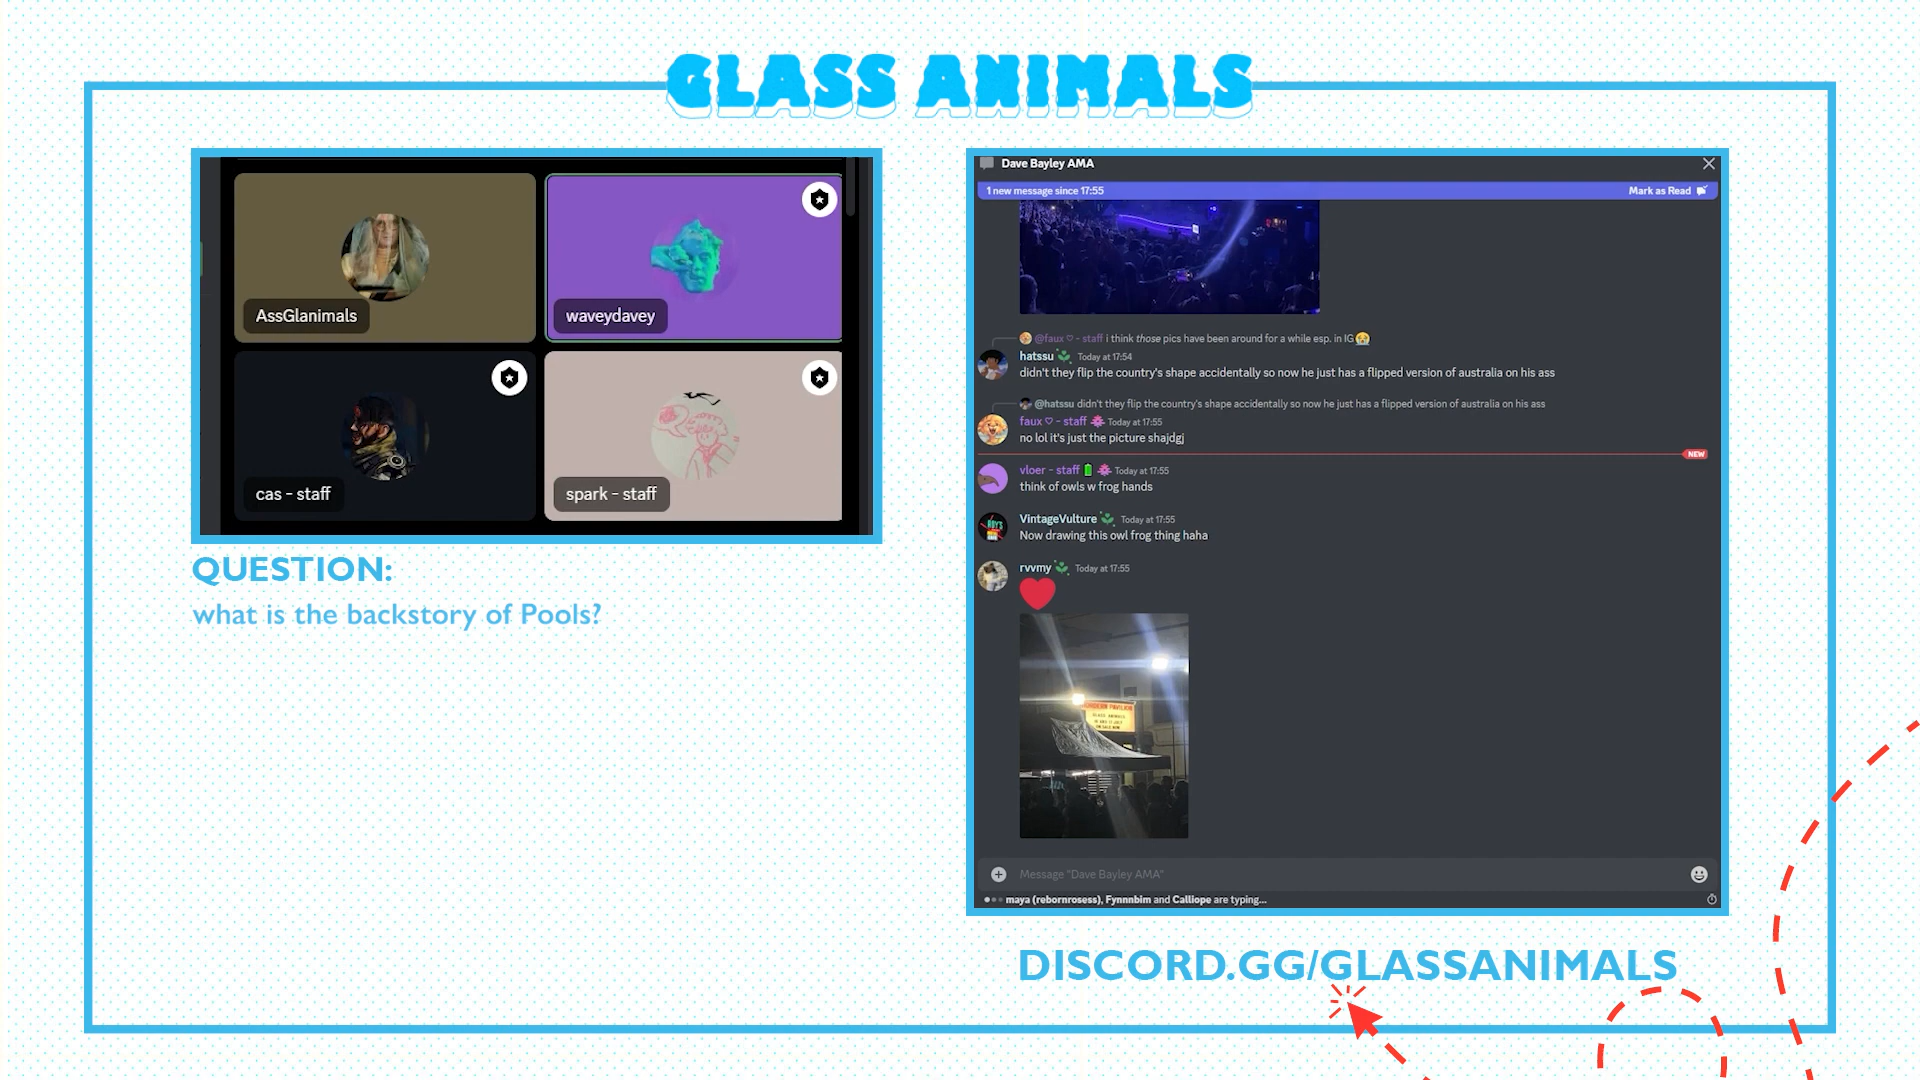 GLASS ANIMALS
AssGlanimals
waveydavey
cas - staff
spark - staff
QUESTION:
what is the backstory of Pools?
Dave Bayley AMA
1 new message since 17:55
Mark as Read
@faux ♡ - staff i think those pics have been around for a while esp. in IG 😭
hatssu Today at 17:54
didn't they flip the country's shape accidentally so now he just has a flipped version of australia on his ass
@hatssu didn't they flip the country's shape accidentally so now he just has a flipped version of australia on his ass
faux ♡ - staff Today at 17:55
no lol it's just the picture shajdgj
NEW
vloer - staff Today at 17:55
think of owls w frog hands
VintageVulture Today at 17:55
Now drawing this owl frog thing haha
rvvmy Today at 17:55
GLASS ANIMALS
Message "Dave Bayley AMA"
maya (rebornrosess), Fynnnbim and Calliope are typing...
DISCORD.GG/GLASSANIMALS